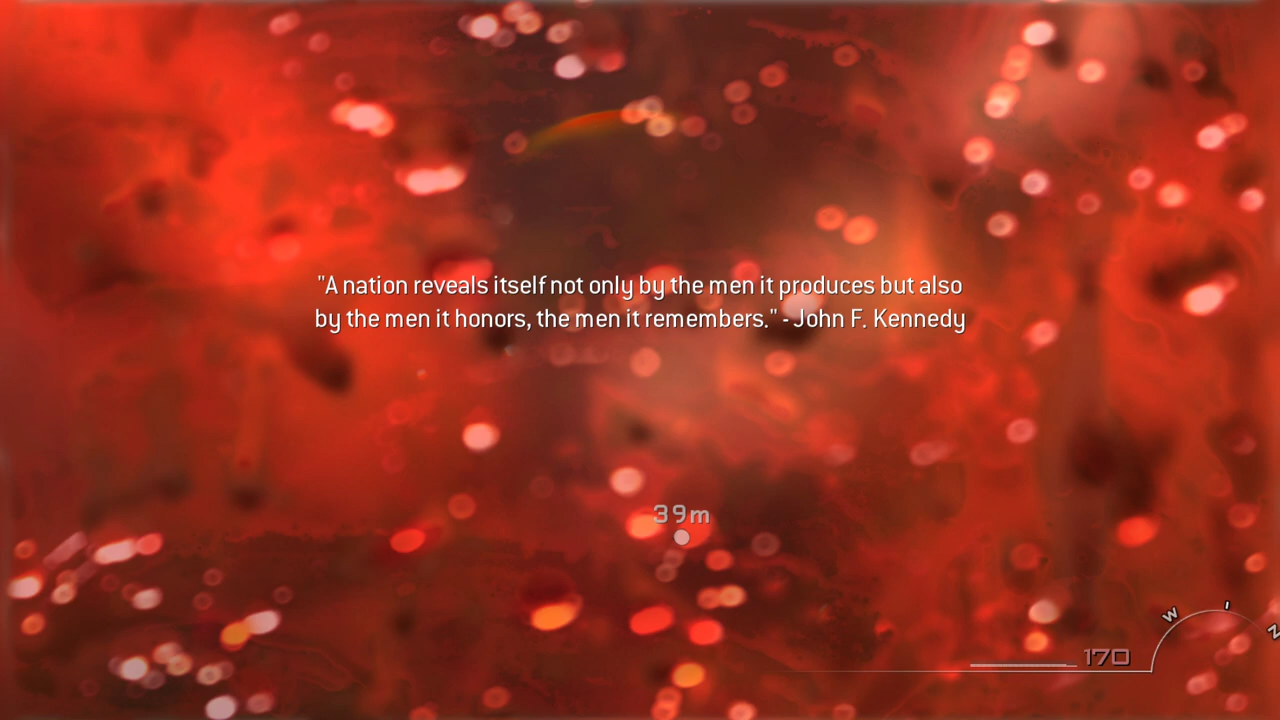 "A nation reveals itself not only by the men it produces but also
by the men it honors, the men it remembers." - John F. Kennedy
39m
W
N
170